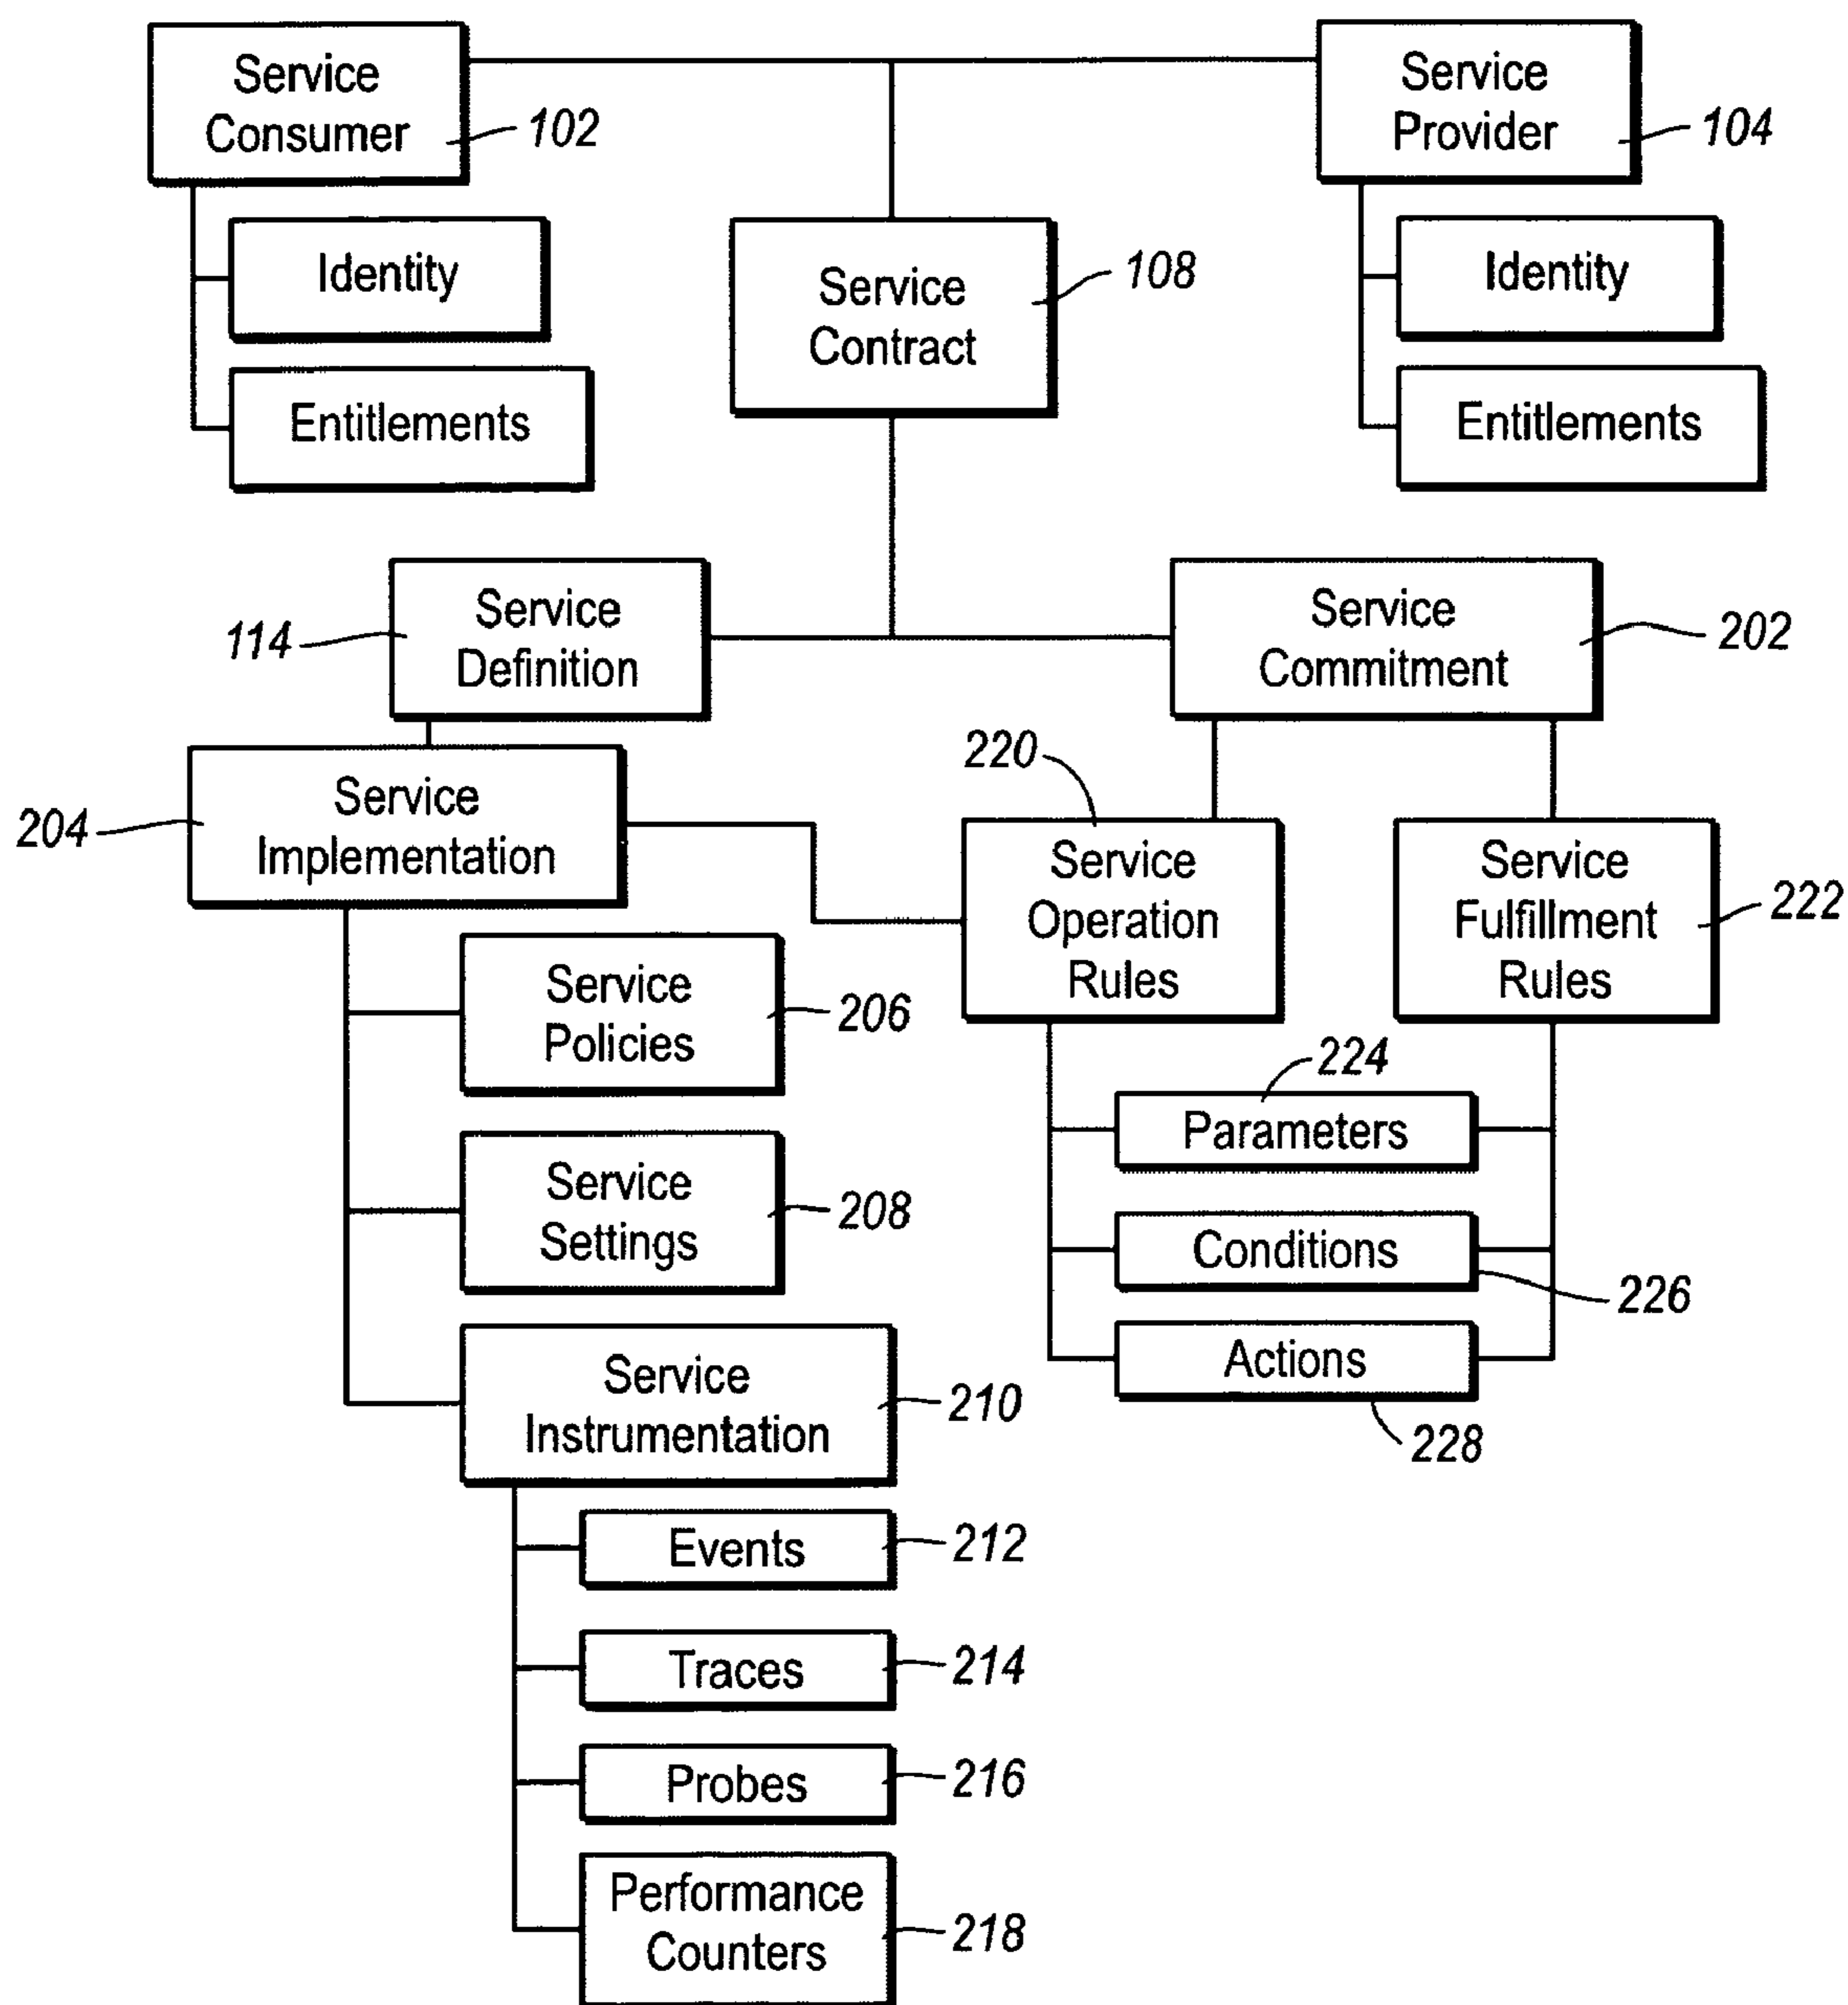 Service
Consumer
102
Service
Provider
104
Identity
Entitlements
Service
Contract
108
Identity
Entitlements
Service
Definition
114
Service
Commitment
202
Service
Implementation
204
220
Service
Operation
Rules
Service
Fulfillment
Rules
222
Service
Policies
206
224
Parameters
Service
Settings
208
Conditions
226
Actions
228
Service
Instrumentation
210
Events
212
Traces
214
Probes
216
Performance
Counters
218